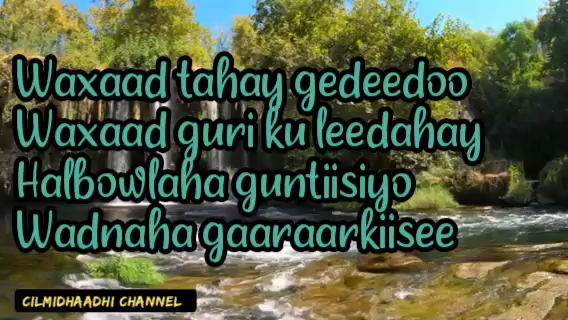 Waxaad tahay gedeedoo
Waxaad guri ku leedahay
Halbowlaha guntiisiyo
Wadnaha gaaraarkiisee
CILMIDHAADHI CHANNEL